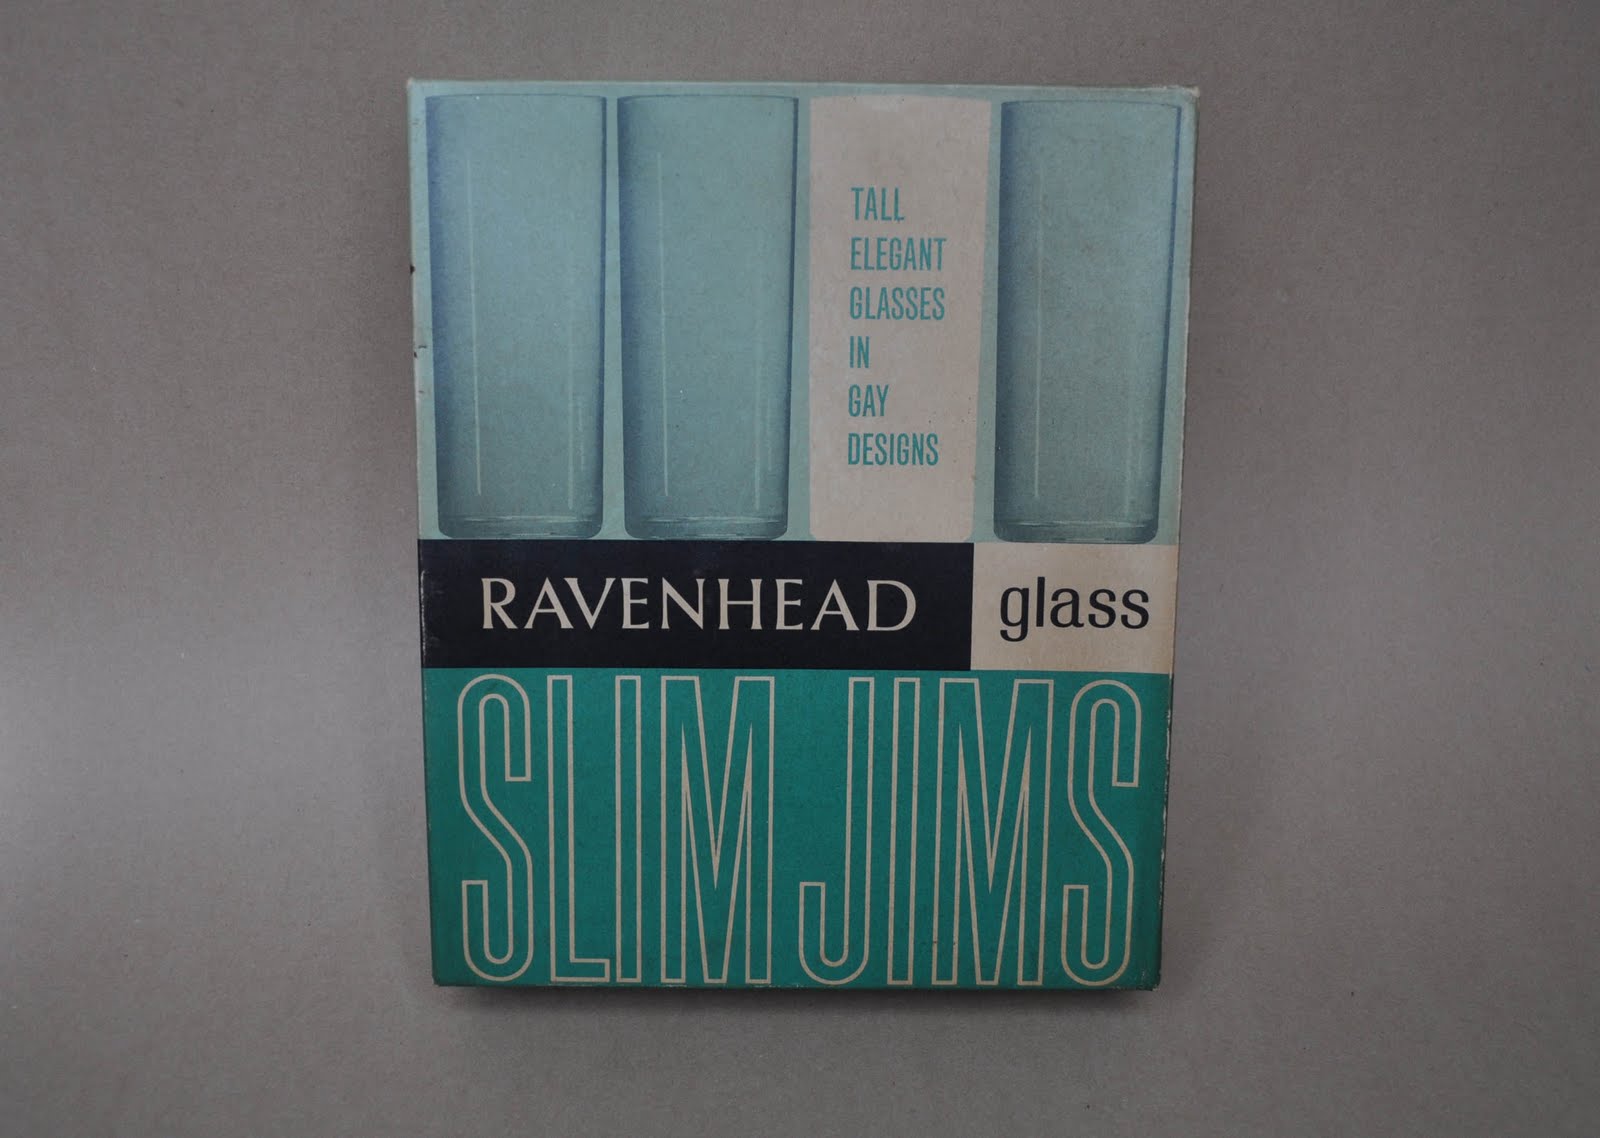 TALL
ELEGANT
GLASSES
IN
GAY
DESIGNS
RAVENHEAD glass
SLIM JIMS